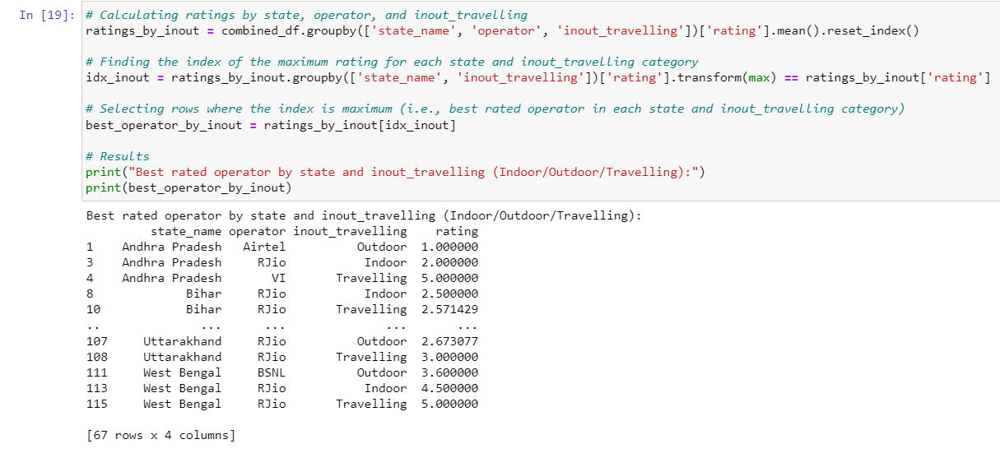 In [19]: # Calculating ratings by state, operator, and inout_travelling
ratings_by_inout = combined_df.groupby(['state_name', 'operator', 'inout_travelling'])['rating'].mean().reset_index()
# Finding the index of the maximum rating for each state and inout_travelling category
idx_inout = ratings_by_inout.groupby(['state_name', 'inout_travelling'])['rating'].transform(max) == ratings_by_inout['rating']
# Selecting rows where the index is maximum (i.e., best rated operator in each state and inout_travelling category)
best_operator_by_inout = ratings_by_inout[idx_inout]
# Results
print("Best rated operator by state and inout_travelling (Indoor/Outdoor/Travelling):")
print(best_operator_by_inout)
Best rated operator by state and inout_travelling (Indoor/Outdoor/Travelling):
state_name operator inout_travelling rating
1 Andhra Pradesh Airtel Outdoor 1.000000
3 Andhra Pradesh RJio Indoor 2.000000
4 Andhra Pradesh VI Travelling 5.000000
8 Bihar RJio Indoor 2.500000
10 Bihar RJio Travelling 2.571429
.. ... ... ... ...
107 Uttarakhand RJio Outdoor 2.673077
108 Uttarakhand RJio Travelling 3.000000
111 West Bengal BSNL Outdoor 3.600000
113 West Bengal RJio Indoor 4.500000
115 West Bengal RJio Travelling 5.000000
[67 rows x 4 columns]